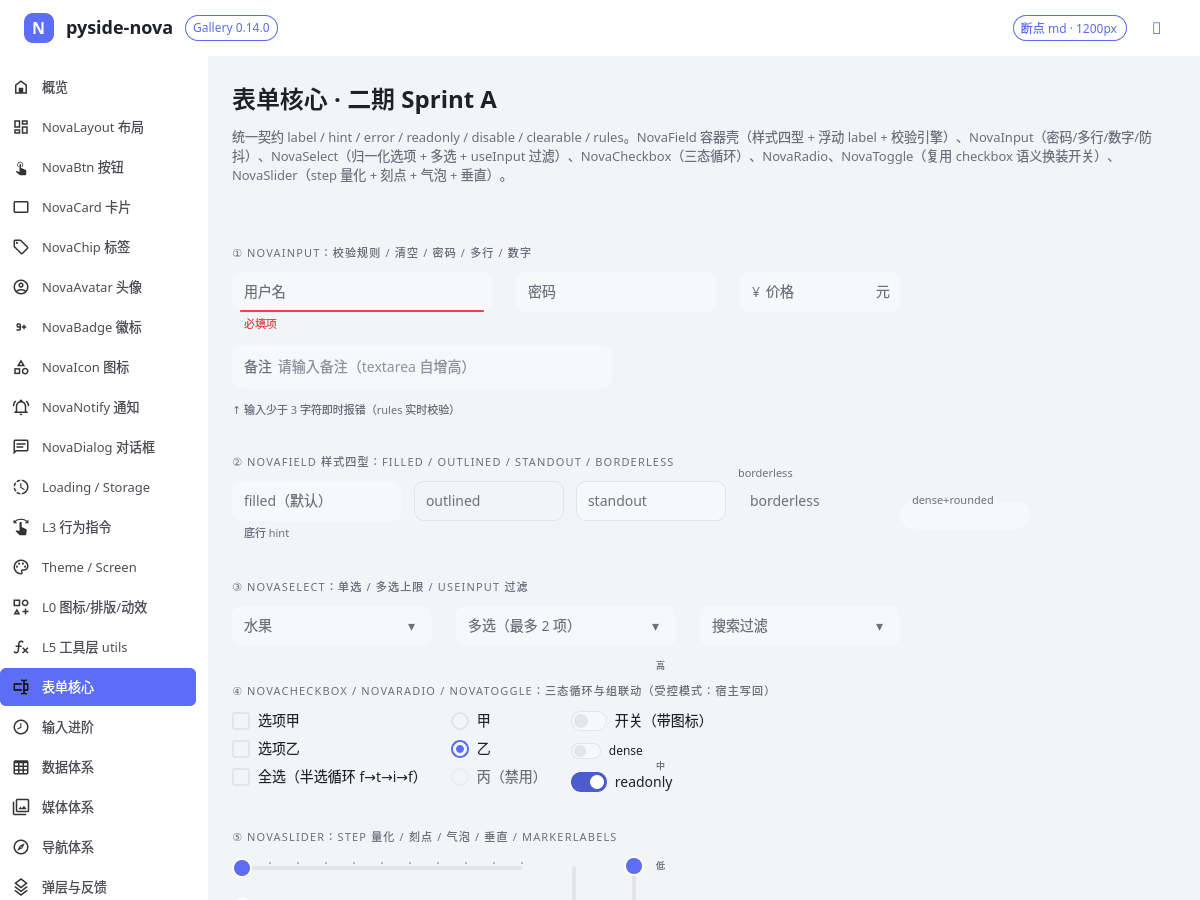 N pyside-nova Gallery 0.14.0 断点 md · 1200px
概览
NovaLayout 布局
NovaBtn 按钮
NovaCard 卡片
NovaChip 标签
NovaAvatar 头像
9+ NovaBadge 徽标
NovaIcon 图标
NovaNotify 通知
NovaDialog 对话框
Loading / Storage
L3 行为指令
Theme / Screen
L0 图标/排版/动效
L5 工具层 utils
表单核心
输入进阶
数据体系
媒体体系
导航体系
弹层与反馈
表单核心 · 二期 Sprint A
统一契约 label / hint / error / readonly / disable / clearable / rules。NovaField 容器壳（样式四型 + 浮动 label + 校验引擎）、NovaInput（密码/多行/数字/防
抖）、NovaSelect（归一化选项 + 多选 + useInput 过滤）、NovaCheckbox（三态循环）、NovaRadio、NovaToggle（复用 checkbox 语义换装开关）、
NovaSlider（step 量化 + 刻点 + 气泡 + 垂直）。
① NOVAINPUT：校验规则 / 清空 / 密码 / 多行 / 数字
用户名 密码 ¥ 价格 元
必填项
备注 请输入备注（textarea 自增高）
↑ 输入少于 3 字符即时报错（rules 实时校验）
② NOVAFIELD 样式四型：FILLED / OUTLINED / STANDOUT / BORDERLESS
borderless
filled（默认） outlined standout borderless dense+rounded
底行 hint
③ NOVASELECT：单选 / 多选上限 / USEINPUT 过滤
水果 ▼ 多选（最多 2 项） ▼ 搜索过滤 ▼
高
④ NOVACHECKBOX / NOVARADIO / NOVATOGGLE：三态循环与组联动（受控模式：宿主写回）
选项甲 甲 开关（带图标）
选项乙 乙 dense
中
全选（半选循环 f→t→i→f） 丙（禁用） readonly
⑤ NOVASLIDER：STEP 量化 / 刻点 / 气泡 / 垂直 / MARKERLABELS
低